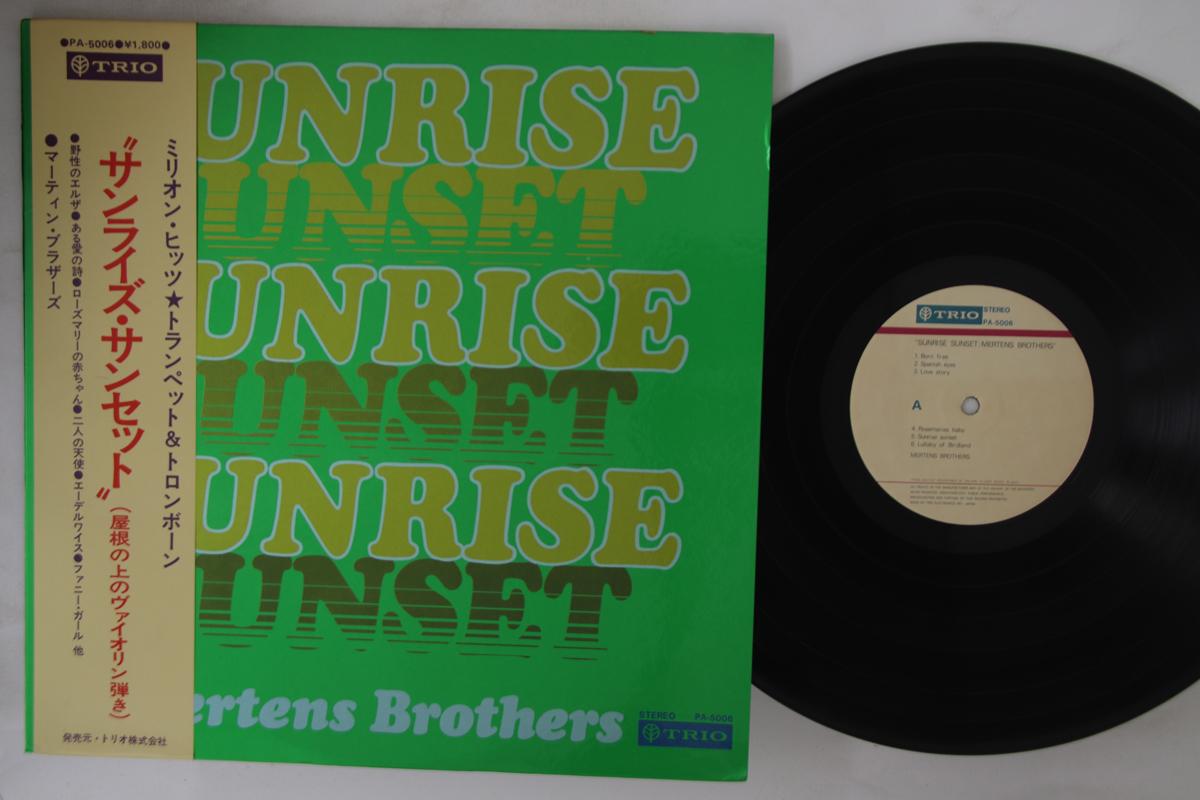 ●PA-5006●¥1,800●
TRIO
ミリオン・ヒッツ★トランペット&トロンボーン
〝サンライズ・サンセット〟(屋根の上のヴァイオリン弾き)
●野性のエルザ●ある愛の詩●ローズマリーの赤ちゃん●二人の天使●エーデルワイス●ファニー・ガール 他
●マーティン・ブラザーズ
発売元・トリオ株式会社
UNRISE
UNSET
UNRISE
UNSET
UNRISE
UNSET
ertens Brothers
STEREO PA-5006
TRIO
TRIO
STEREO
PA-5006
"SUNRISE SUNSET/MERTENS BROTHERS"
1. Born free
2. Spanish eyes
3. Love story
A
4. Rosemaries baby
5. Sunrise sunset
6. Lullaby of Birdland
MERTENS BROTHERS